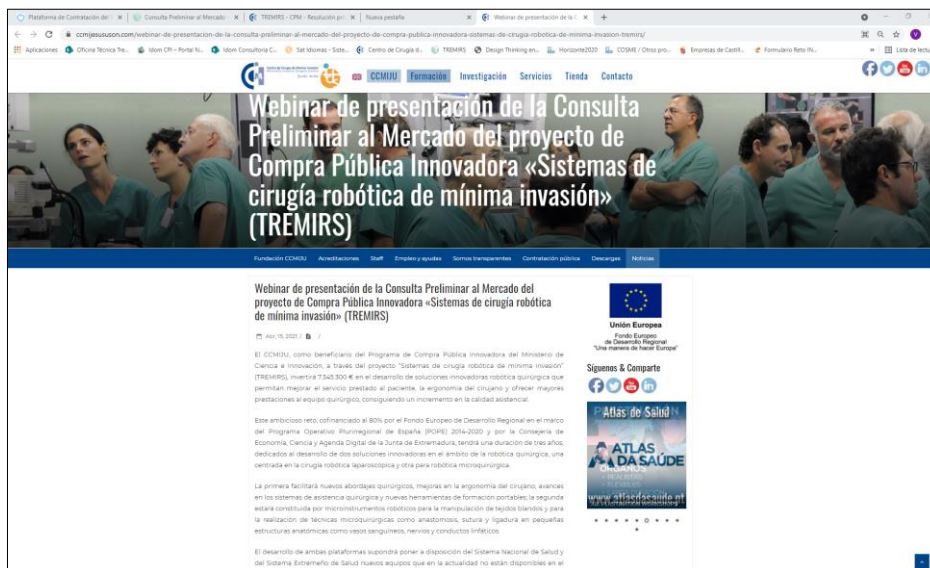 Plataforma de Contratación del
Consulta Preliminar al Mercado
TREMIRS - CPM - Resolución
Nueva pestaña
Webinar de presentación de la C
ccmijesususon.com/webinar-de-presentacion-de-la-consulta-preliminar-al-mercado-del-proyecto-de-compra-publica-innovadora-sistemas-de-cirugia-robotica-de-minima-invasion-tremirs/
Aplicaciones
Oficina Técnica Tre...
Idom CPI – Portal N...
Idom Consultoria C...
Sat Idiomas - Siste...
Centro de Cirugía d...
TREMIRS
Design Thinking en...
Horizonte2020
COSME / Otros pro...
Empresas de Castill...
Formulario Reto IN...
Lista de lectu
CCMIJU Formación Investigación Servicios Tienda Contacto
Webinar de presentación de la Consulta
Preliminar al Mercado del proyecto de
Compra Pública Innovadora «Sistemas de
cirugía robótica de mínima invasión»
(TREMIRS)
Fundación CCMIJU Acreditaciones Staff Empleo y ayudas Somos transparentes Contratación pública Descargas Noticias
Webinar de presentación de la Consulta Preliminar al Mercado del
proyecto de Compra Pública Innovadora «Sistemas de cirugía robótica
de mínima invasión» (TREMIRS)
Abr, 15, 2021 / /
El CCMIJU, como beneficiario del Programa de Compra Pública Innovadora del Ministerio de
Ciencia e Innovación, a través del proyecto "Sistemas de cirugía robótica de mínima invasión"
(TREMIRS), invertirá 7.545.300 € en el desarrollo de soluciones innovadoras robótica quirúrgica que
permitan mejorar el servicio prestado al paciente, la ergonomía del cirujano y ofrecer mayores
prestaciones al equipo quirúrgico, consiguiendo un incremento en la calidad asistencial.
Este ambicioso reto, cofinanciado al 80% por el Fondo Europeo de Desarrollo Regional en el marco
del Programa Operativo Plurirregional de España (POPE) 2014-2020 y por la Consejería de
Economía, Ciencia y Agenda Digital de la Junta de Extremadura, tendrá una duración de tres años,
dedicados al desarrollo de dos soluciones innovadoras en el ámbito de la robótica quirúrgica, una
centrada en la cirugía robótica laparoscópica y otra para robótica microquirúrgica.
La primera facilitará nuevos abordajes quirúrgicos, mejoras en la ergonomía del cirujano, avances
en los sistemas de asistencia quirúrgica y nuevas herramientas de formación portables; la segunda
estará constituida por microinstrumentos robóticos para la manipulación de tejidos blandos y para
la realización de técnicas microquirúrgicas como anastomosis, sutura y ligadura en pequeñas
estructuras anatómicas como vasos sanguíneos, nervios y conductos linfáticos.
El desarrollo de ambas plataformas supondrá poner a disposición del Sistema Nacional de Salud y
del Sistema Extremeño de Salud nuevos equipos que en la actualidad no están disponibles en el
Unión Europea
Fondo Europeo
de Desarrollo Regional
"Una manera de hacer Europa"
Síguenos & Comparte
Atlas de Salud
ATLAS
DA SAÚDE
ÓRGANOS
- REALISTAS
- FLEXIBLES
www.atlasdasaude.pt